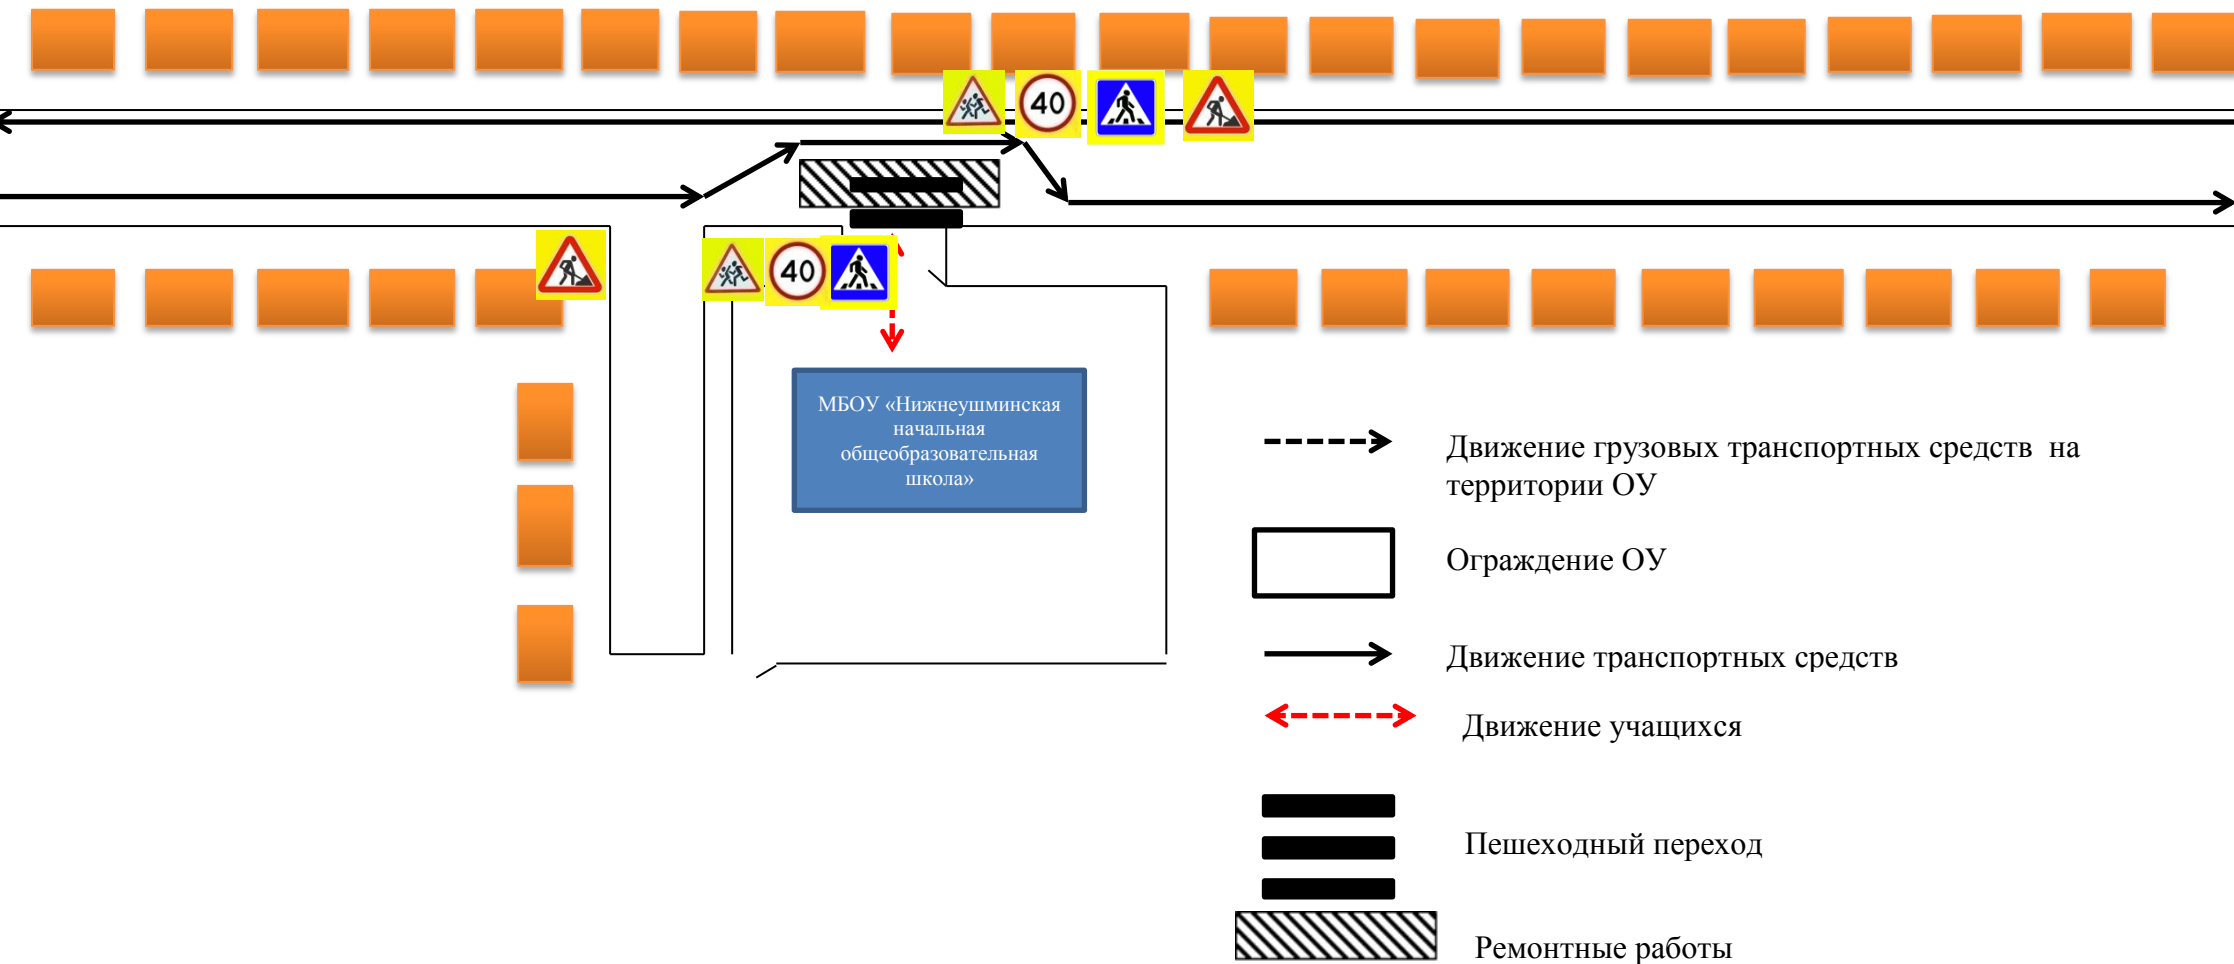 40
40
МБОУ «Нижнеушминская
начальная
общеобразовательная
школа»
Движение грузовых транспортных средств на
территории ОУ
Ограждение ОУ
Движение транспортных средств
Движение учащихся
Пешеходный переход
Ремонтные работы